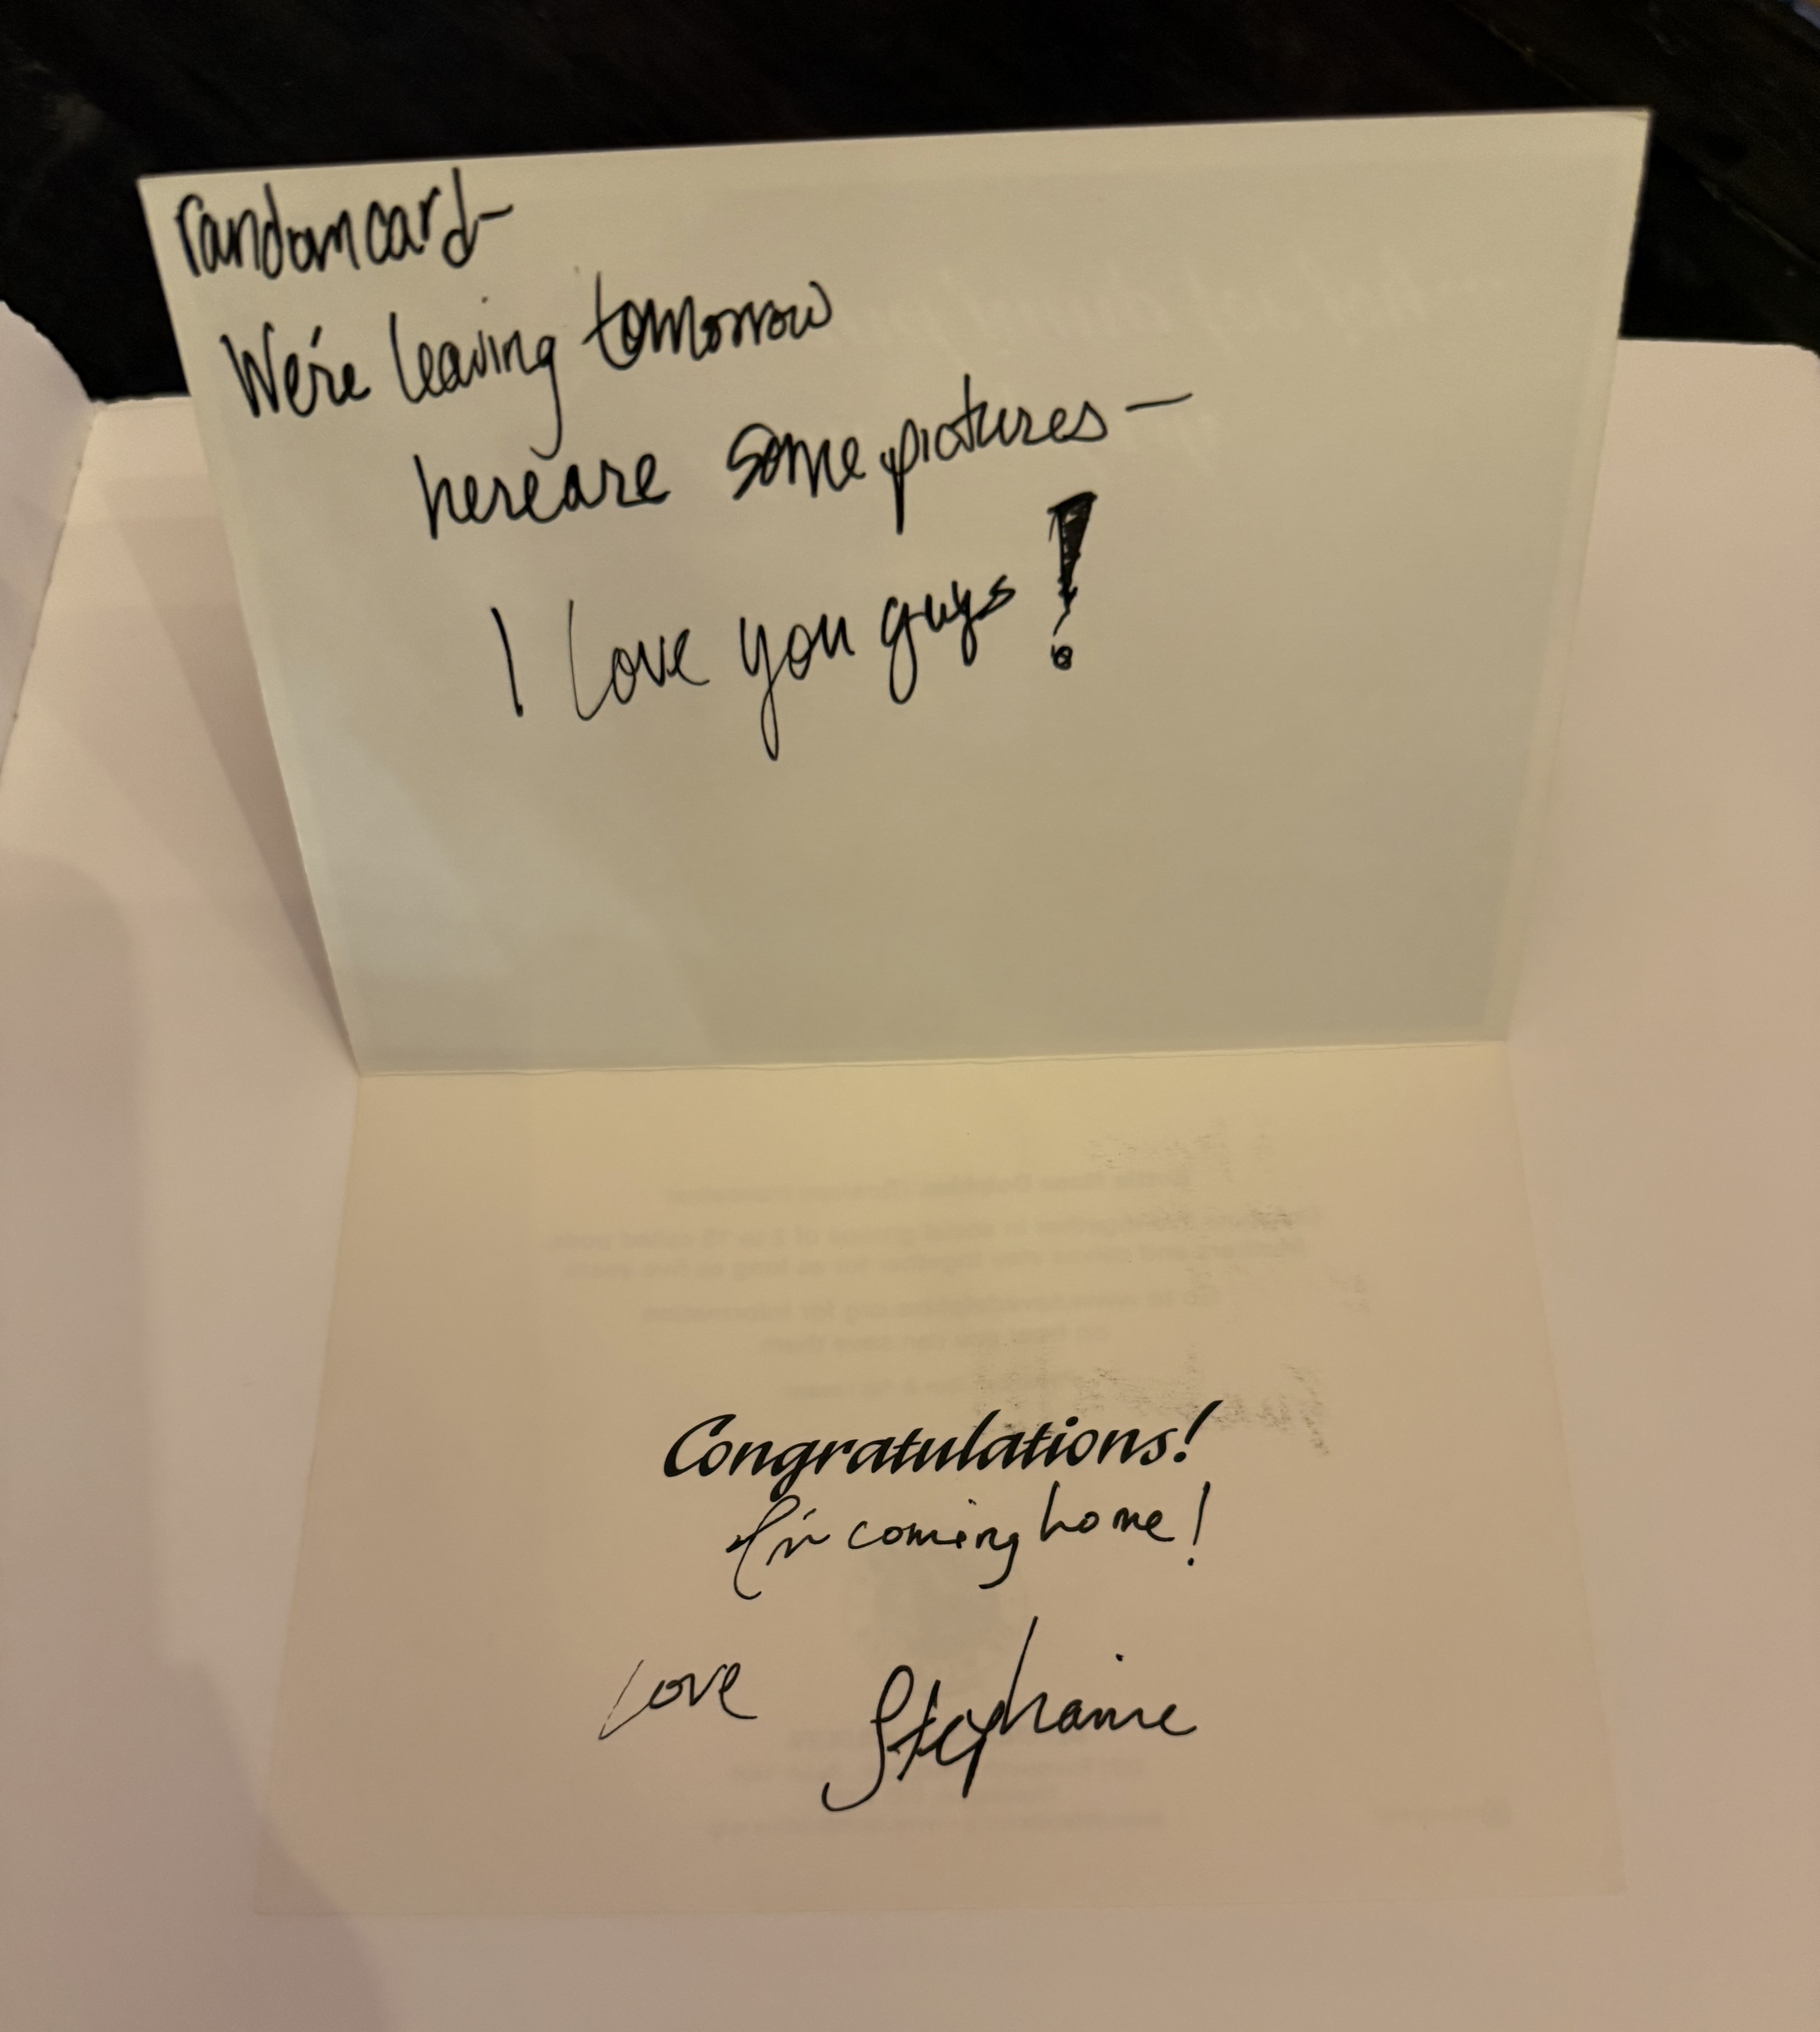 random card—
We're leaving tomorrow
here are some pictures—
I love you guys!
Congratulations!
I'm coming home!
Love Stephanie